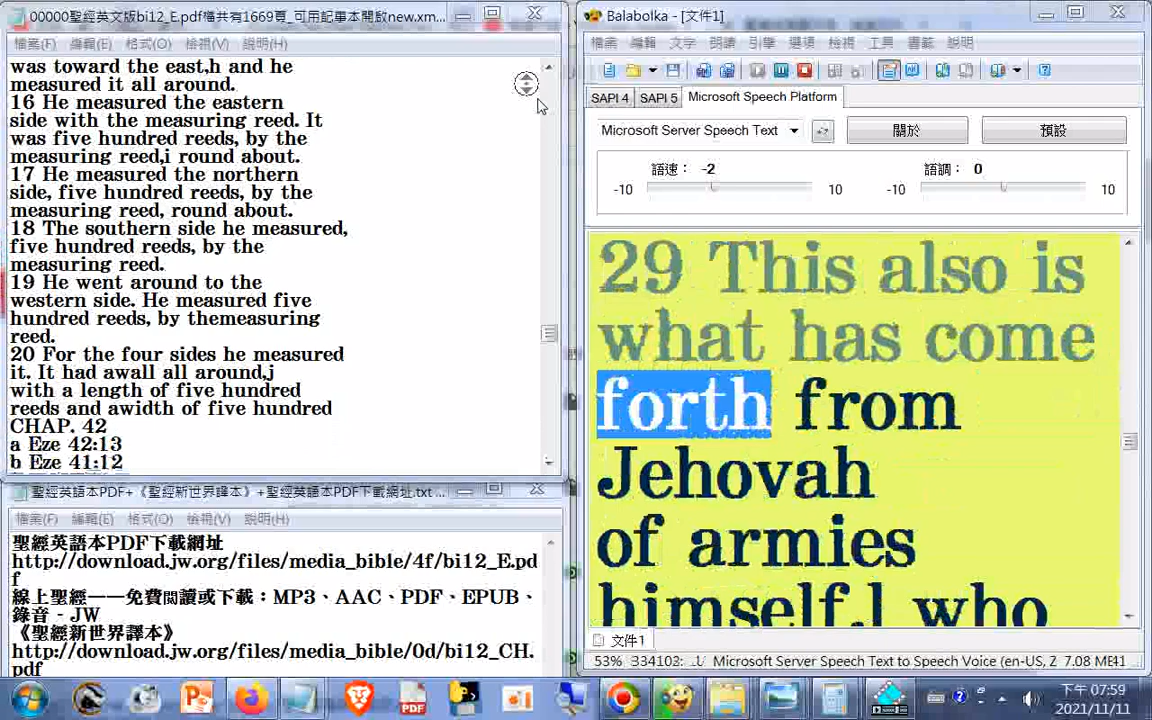 00000聖經英文版bi12_E.pdf檔共有1669頁_可用記事本開啟new.xm...
檔案(F) 編輯(E) 格式(O) 檢視(V) 說明(H)
was toward the east,h and he
measured it all around.
16 He measured the eastern
side with the measuring reed. It
was five hundred reeds, by the
measuring reed,i round about.
17 He measured the northern
side, five hundred reeds, by the
measuring reed, round about.
18 The southern side he measured,
five hundred reeds, by the
measuring reed.
19 He went around to the
western side. He measured five
hundred reeds, by themeasuring
reed.
20 For the four sides he measured
it. It had awall all around,j
with a length of five hundred
reeds and awidth of five hundred
CHAP. 42
a Eze 42:13
b Eze 41:12
聖經英語本PDF+《聖經新世界譯本》+聖經英語本PDF下載網址.txt ...
檔案(F) 編輯(E) 格式(O) 檢視(V) 說明(H)
聖經英語本PDF下載網址
http://download.jw.org/files/media_bible/4f/bi12_E.pd
f
線上聖經——免費閱讀或下載：MP3、AAC、PDF、EPUB、
錄音 - JW
《聖經新世界譯本》
http://download.jw.org/files/media_bible/0d/bi12_CH.
pdf
Balabolka - [文件1]
檔案 編輯 文字 朗讀 引擎 選項 檢視 工具 書籤 說明
SAPI 4 SAPI 5 Microsoft Speech Platform
Microsoft Server Speech Text 關於 預設
語速： -2 語調： 0
-10 10 -10 10
29 This also is
what has come
forth from
Jehovah
of armies
himself,l who
文件1
53% 334102: Microsoft Server Speech Text to Speech Voice (en-US, 2 7.08 ME41
下午 07:59
2021/11/11